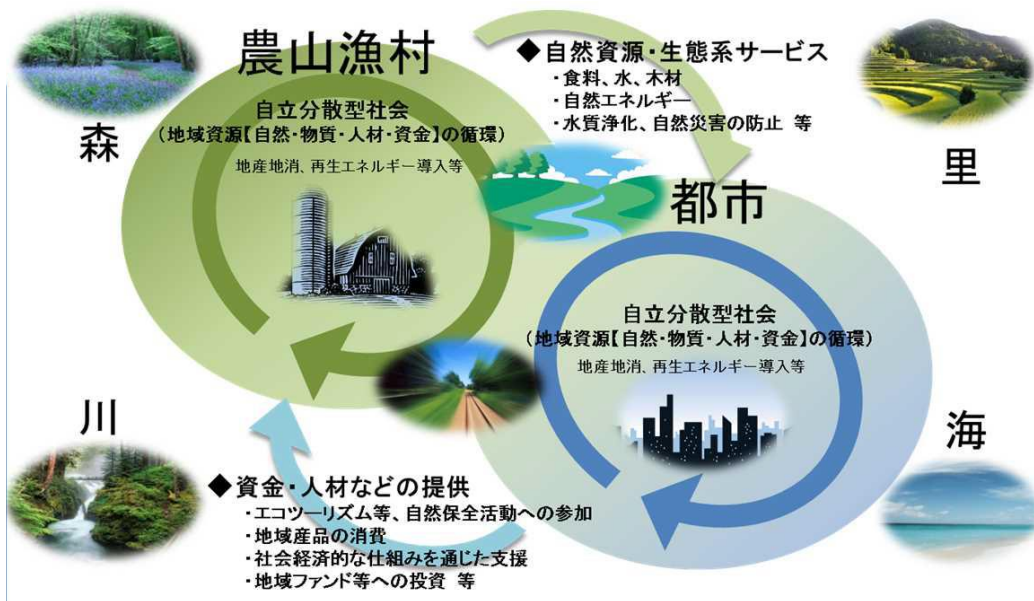 農山漁村
自立分散型社会
（地域資源【自然・物質・人材・資金】の循環）
地産地消、再生エネルギー導入等
◆自然資源・生態系サービス
・食料、水、木材
・自然エネルギー
・水質浄化、自然災害の防止 等
森
里
都市
自立分散型社会
（地域資源【自然・物質・人材・資金】の循環）
地産地消、再生エネルギー導入等
川
海
◆資金・人材などの提供
・エコツーリズム等、自然保全活動への参加
・地域産品の消費
・社会経済的な仕組みを通じた支援
・地域ファンド等への投資 等